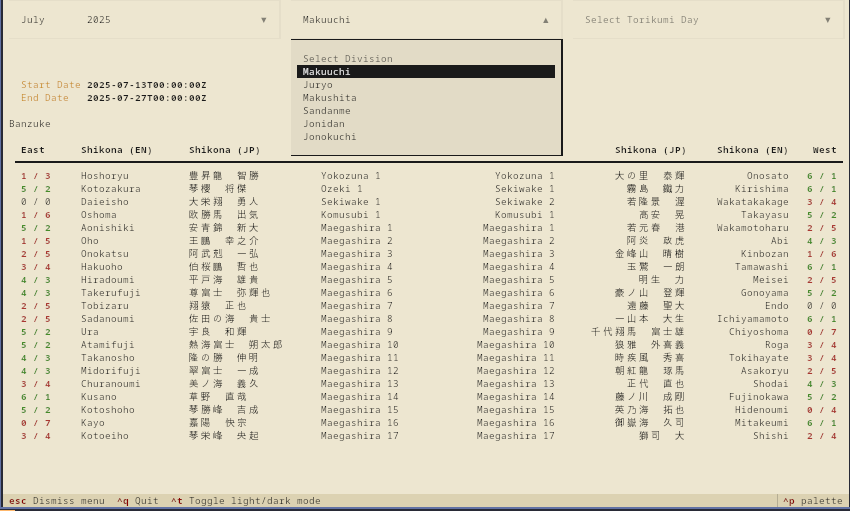 July 2025 ▼ Makuuchi ▲ Select Torikumi Day ▼
Select Division
Makuuchi
Juryo
Makushita
Sandanme
Jonidan
Jonokuchi
Start Date 2025-07-13T00:00:00Z
End Date 2025-07-27T00:00:00Z
Banzuke
East Shikona (EN) Shikona (JP) Shikona (JP) Shikona (EN) West
1 / 3 Hoshoryu 豊昇龍 智勝 Yokozuna 1 Yokozuna 1 大の里 泰輝 Onosato 6 / 1
5 / 2 Kotozakura 琴櫻 将傑 Ozeki 1 Sekiwake 1 霧島 鐵力 Kirishima 6 / 1
0 / 0 Daieisho 大栄翔 勇人 Sekiwake 1 Sekiwake 2 若隆景 渥 Wakatakakage 3 / 4
1 / 6 Oshoma 欧勝馬 出気 Komusubi 1 Komusubi 1 高安 晃 Takayasu 5 / 2
5 / 2 Aonishiki 安青錦 新大 Maegashira 1 Maegashira 1 若元春 港 Wakamotoharu 2 / 5
1 / 5 Oho 王鵬 幸之介 Maegashira 2 Maegashira 2 阿炎 政虎 Abi 4 / 3
2 / 5 Onokatsu 阿武剋 一弘 Maegashira 3 Maegashira 3 金峰山 晴樹 Kinbozan 1 / 6
3 / 4 Hakuoho 伯桜鵬 哲也 Maegashira 4 Maegashira 4 玉鷲 一朗 Tamawashi 6 / 1
4 / 3 Hiradoumi 平戸海 雄貴 Maegashira 5 Maegashira 5 明生 力 Meisei 2 / 5
4 / 3 Takerufuji 尊富士 弥輝也 Maegashira 6 Maegashira 6 豪ノ山 登輝 Gonoyama 5 / 2
2 / 5 Tobizaru 翔猿 正也 Maegashira 7 Maegashira 7 遠藤 聖大 Endo 0 / 0
2 / 5 Sadanoumi 佐田の海 貴士 Maegashira 8 Maegashira 8 一山本 大生 Ichiyamamoto 6 / 1
5 / 2 Ura 宇良 和輝 Maegashira 9 Maegashira 9 千代翔馬 富士雄 Chiyoshoma 0 / 7
5 / 2 Atamifuji 熱海富士 朔太郎 Maegashira 10 Maegashira 10 狼雅 外喜義 Roga 3 / 4
4 / 3 Takanosho 隆の勝 伸明 Maegashira 11 Maegashira 11 時疾風 秀喜 Tokihayate 3 / 4
4 / 3 Midorifuji 翠富士 一成 Maegashira 12 Maegashira 12 朝紅龍 琢馬 Asakoryu 2 / 5
3 / 4 Churanoumi 美ノ海 義久 Maegashira 13 Maegashira 13 正代 直也 Shodai 4 / 3
6 / 1 Kusano 草野 直哉 Maegashira 14 Maegashira 14 藤ノ川 成剛 Fujinokawa 5 / 2
5 / 2 Kotoshoho 琴勝峰 吉成 Maegashira 15 Maegashira 15 英乃海 拓也 Hidenoumi 0 / 4
0 / 7 Kayo 嘉陽 快宗 Maegashira 16 Maegashira 16 御嶽海 久司 Mitakeumi 6 / 1
3 / 4 Kotoeiho 琴栄峰 央起 Maegashira 17 Maegashira 17 獅司 大 Shishi 2 / 4
esc Dismiss menu ^q Quit ^t Toggle light/dark mode ^p palette